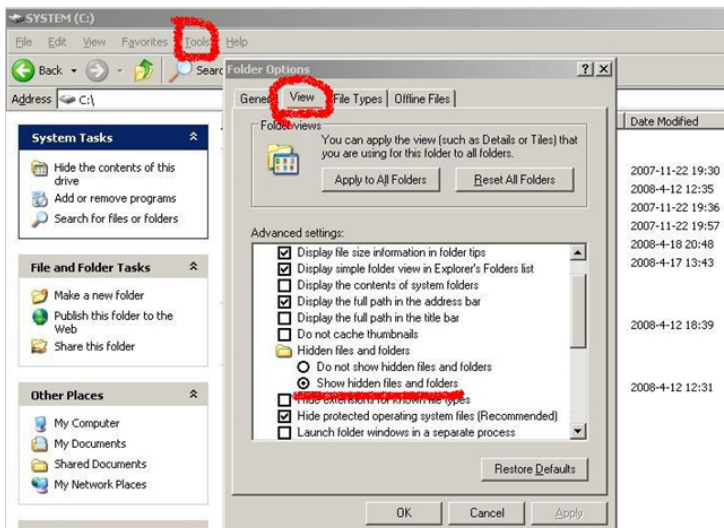 SYSTEM (C:)
File Edit View Favorites Tools Help
Back
Address C:\
System Tasks
Hide the contents of this
drive
Add or remove programs
Search for files or folders
File and Folder Tasks
Make a new folder
Publish this folder to the
Web
Share this folder
Other Places
My Computer
My Documents
Shared Documents
My Network Places
Folder Options
General View File Types Offline Files
Folder views
You can apply the view (such as Details or Tiles) that
you are using for this folder to all folders.
Apply to All Folders Reset All Folders
Advanced settings:
Display file size information in folder tips
Display simple folder view in Explorer's Folders list
Display the contents of system folders
Display the full path in the address bar
Display the full path in the title bar
Do not cache thumbnails
Hidden files and folders
Do not show hidden files and folders
Show hidden files and folders
Hide extensions for known file types
Hide protected operating system files (Recommended)
Launch folder windows in a separate process
Restore Defaults
OK Cancel Apply
Date Modified
2007-11-22 19:30
2008-4-12 12:35
2007-11-22 19:36
2007-11-22 19:57
2008-4-18 20:48
2008-4-17 13:43
2008-4-12 18:39
2008-4-12 12:31